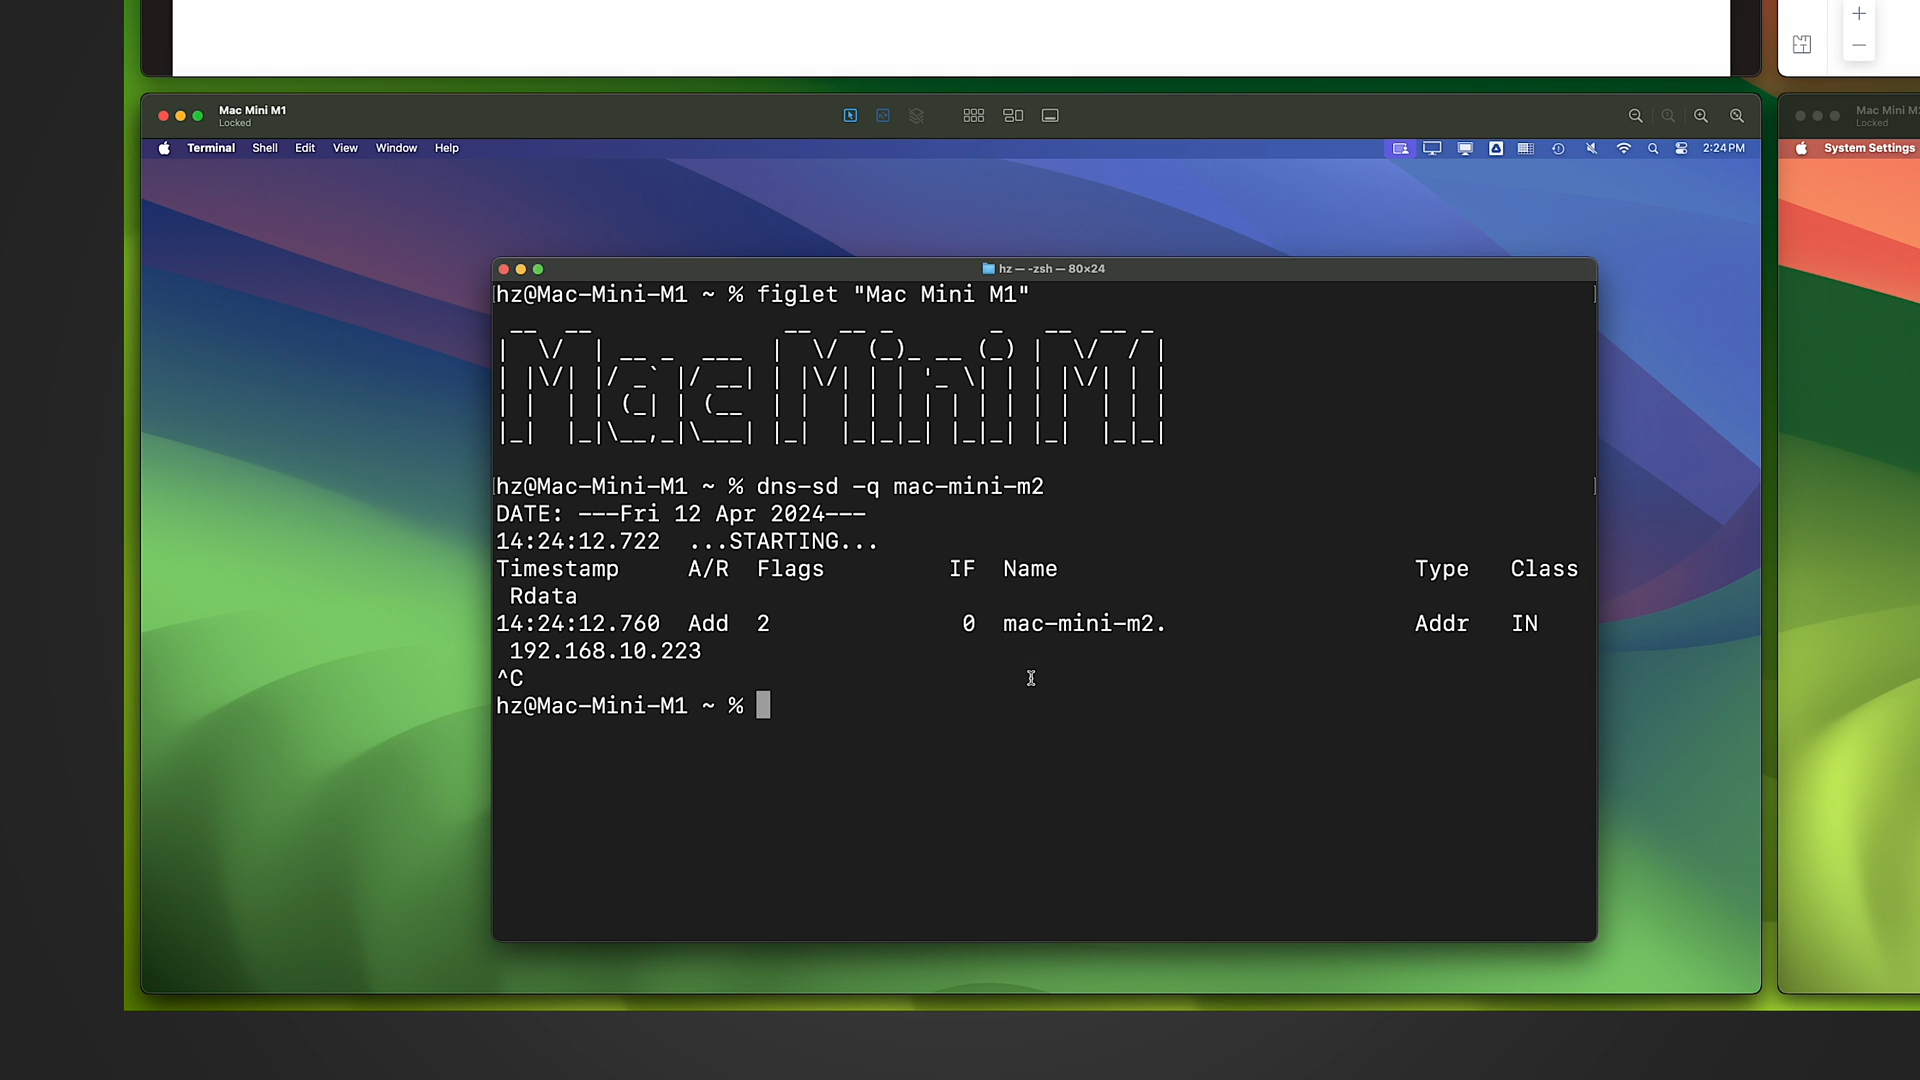 Mac Mini M1
Locked
Terminal Shell Edit View Window Help
2:24 PM
hz — -zsh — 80×24
hz@Mac-Mini-M1 ~ % figlet "Mac Mini M1"
Mac Mini M1
hz@Mac-Mini-M1 ~ % dns-sd -q mac-mini-m2
DATE: ---Fri 12 Apr 2024---
14:24:12.722  ...STARTING...
Timestamp     A/R  Flags         IF  Name                          Type   Class
Rdata
14:24:12.760  Add  2              0  mac-mini-m2.                  Addr   IN
192.168.10.223
^C
hz@Mac-Mini-M1 ~ %
Locked
System Settings